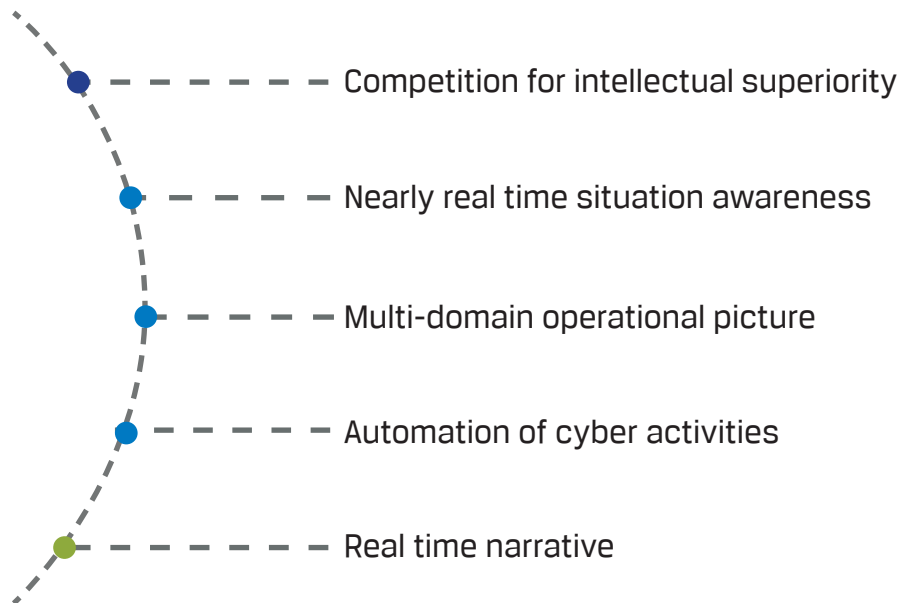 Competition for intellectual superiority
Nearly real time situation awareness
Multi-domain operational picture
Automation of cyber activities
Real time narrative